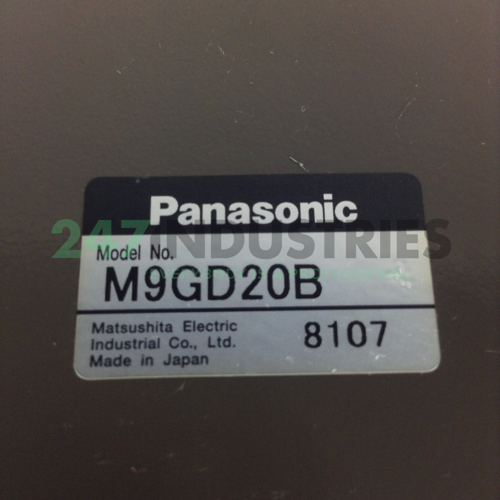 Panasonic
247INDUSTRIES
Model No.
M9GD20B
Matsushita Electric
Industrial Co., Ltd.
8107
Made in Japan